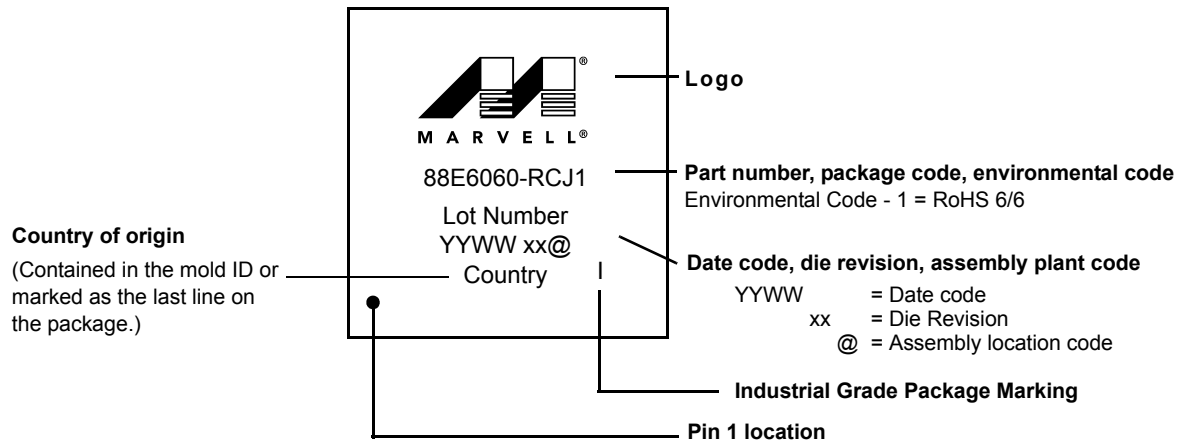 ®
MARVELL®
Logo
88E6060-RCJ1
Part number, package code, environmental code
Environmental Code - 1 = RoHS 6/6
Lot Number
YYWW xx@
Country I
Country of origin
(Contained in the mold ID or
marked as the last line on
the package.)
Date code, die revision, assembly plant code
YYWW = Date code
xx = Die Revision
@ = Assembly location code
Industrial Grade Package Marking
Pin 1 location